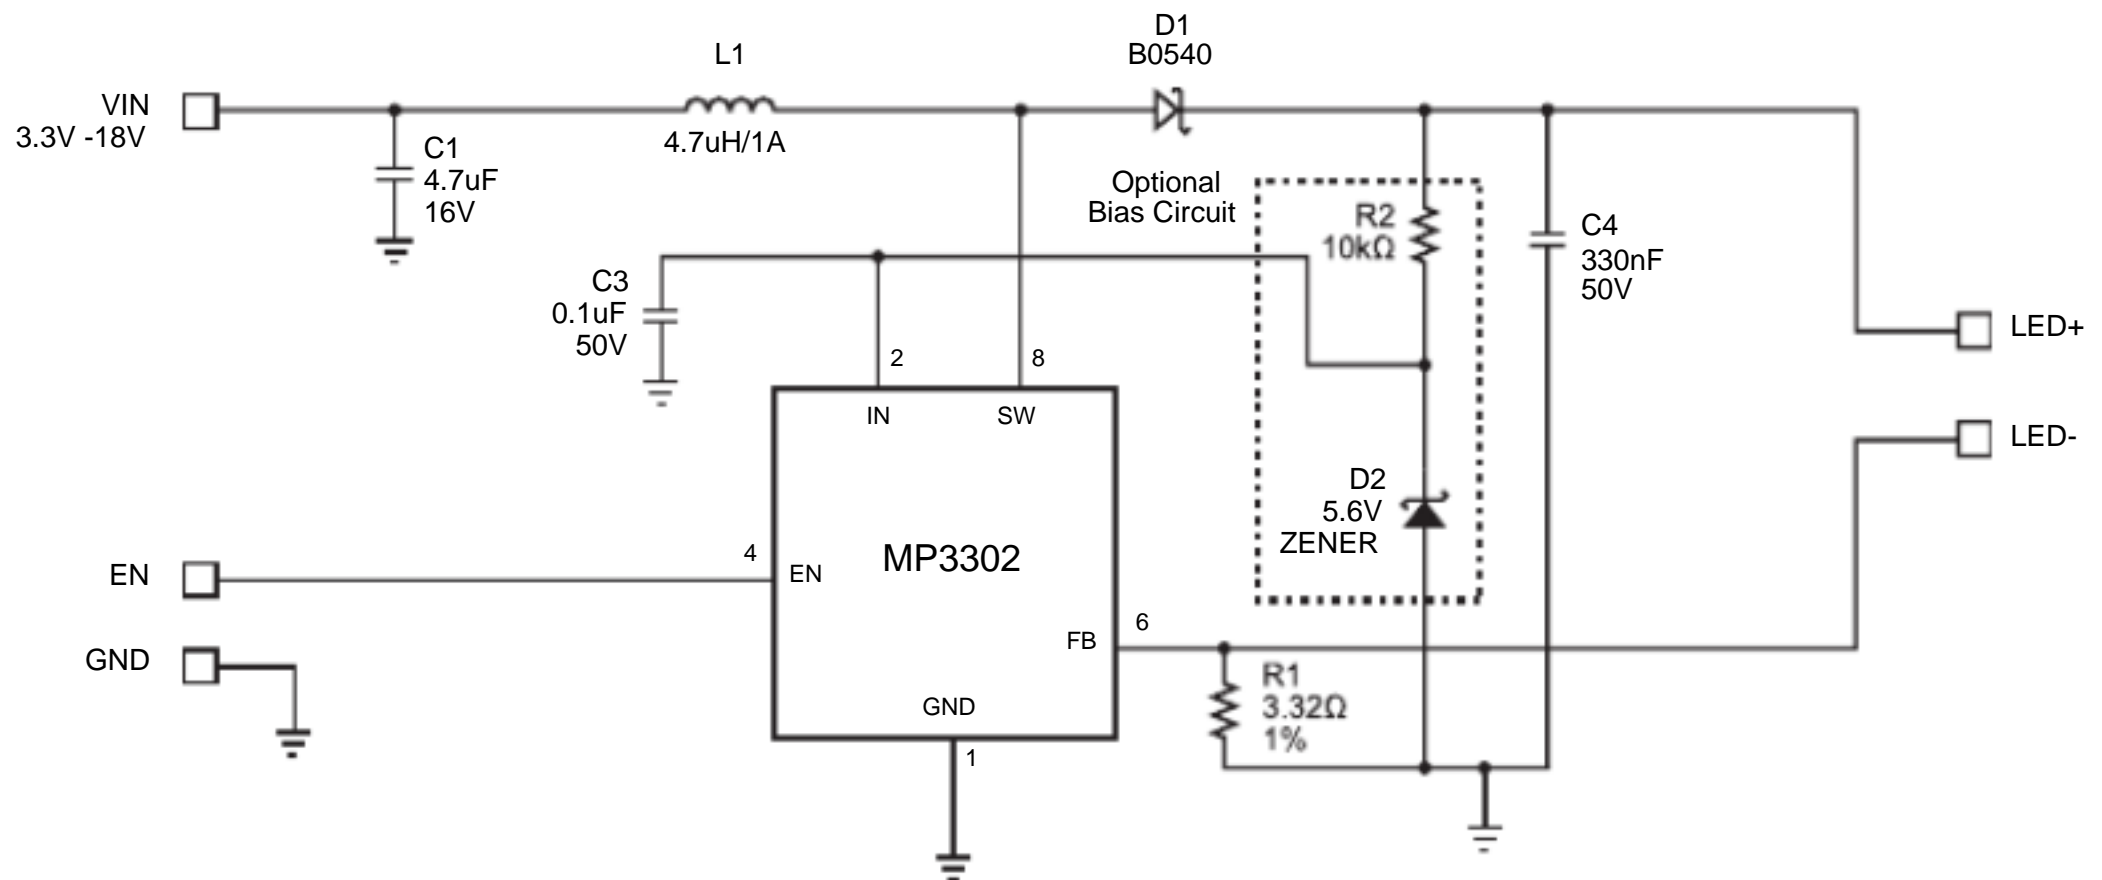 D1
B0540
L1
VIN
3.3V -18V
4.7uH/1A
C1
4.7uF
16V
Optional
Bias Circuit
R2
10kΩ
C4
330nF
50V
C3
0.1uF
50V
2
8
IN
SW
LED+
LED-
D2
5.6V
ZENER
EN
4
EN
MP3302
GND
FB
6
R1
3.32Ω
1%
GND
1